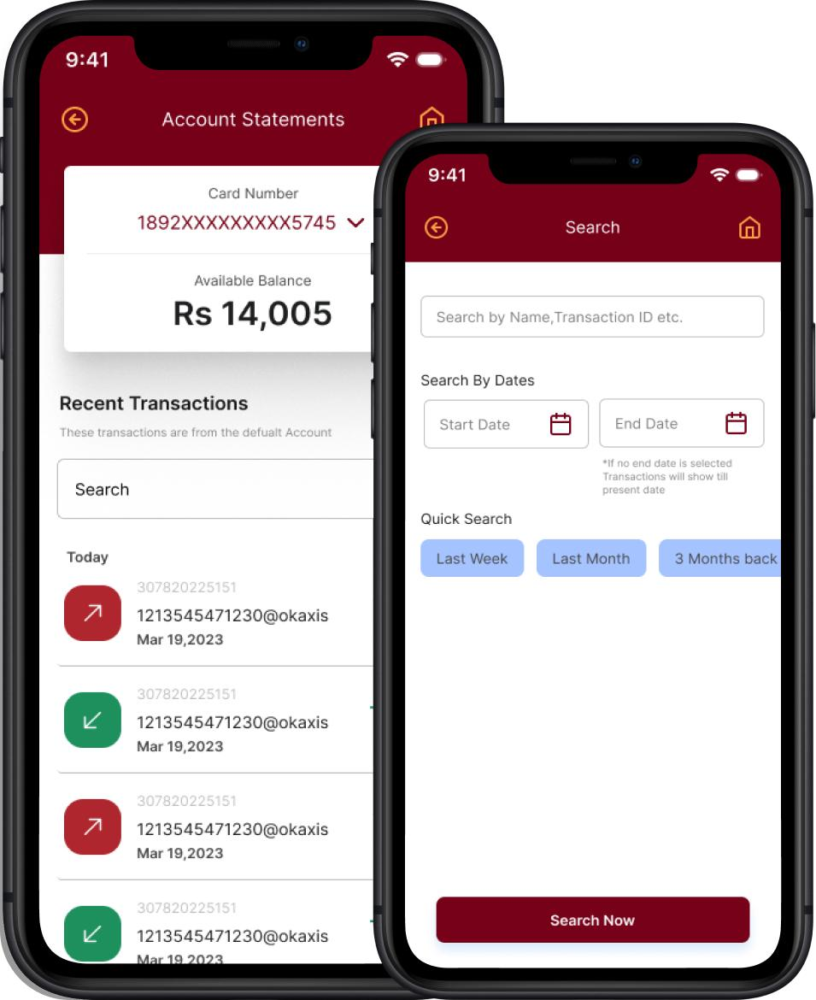 9:41
Account Statements
Card Number
1892XXXXXXXXX5745
Available Balance
Rs 14,005
Recent Transactions
These transactions are from the defualt Account
Search
Today
307820225151
1213545471230@okaxis
Mar 19,2023
307820225151
1213545471230@okaxis
Mar 19,2023
307820225151
1213545471230@okaxis
Mar 19,2023
307820225151
1213545471230@okaxis
Mar 19,2023
9:41
Search
Search by Name,Transaction ID etc.
Search By Dates
Start Date
End Date
*If no end date is selected
Transactions will show till
present date
Quick Search
Last Week
Last Month
3 Months back
Search Now